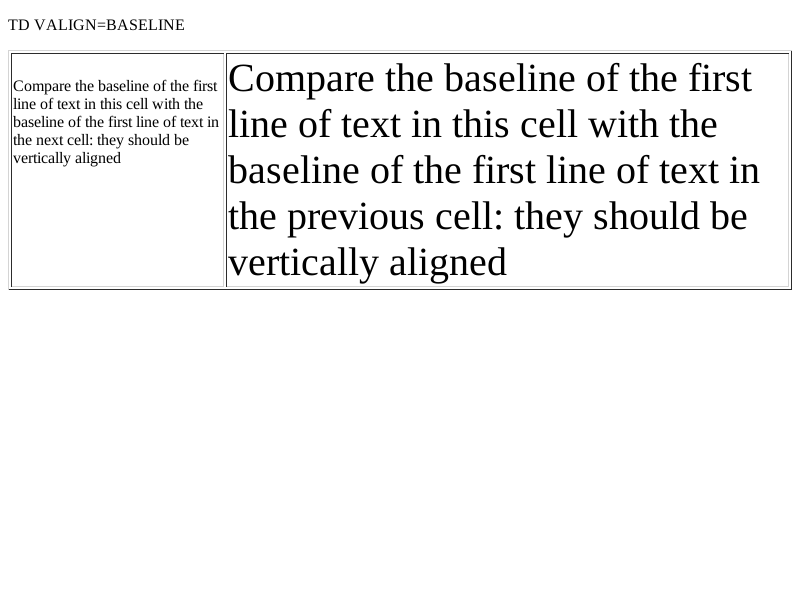 TD VALIGN=BASELINE
Compare the baseline of the first
line of text in this cell with the
baseline of the first line of text in
the next cell: they should be
vertically aligned
Compare the baseline of the first
line of text in this cell with the
baseline of the first line of text in
the previous cell: they should be
vertically aligned